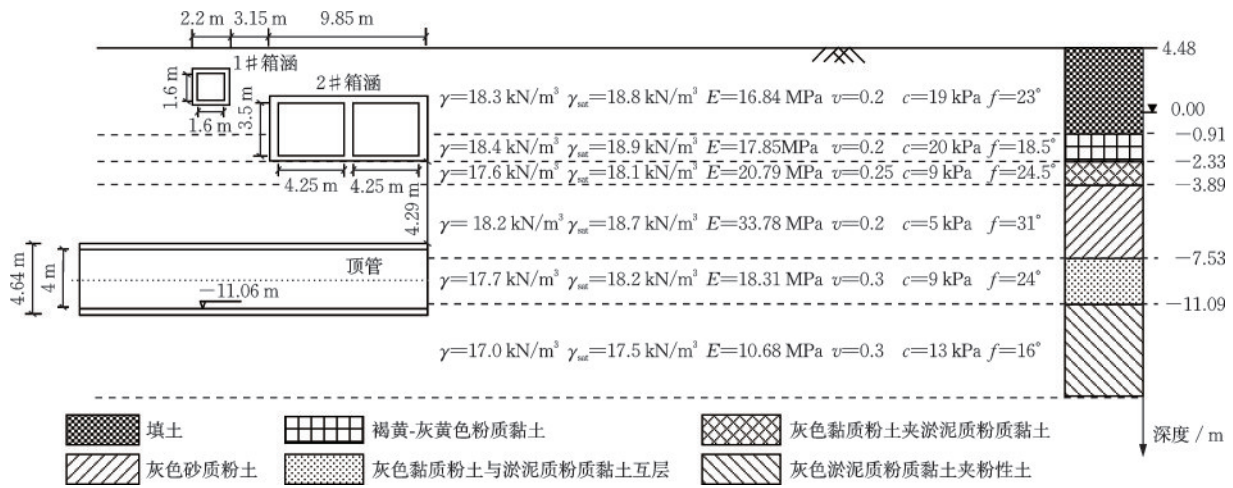 2.2 m 3.15 m 9.85 m
4.48
1#箱涵
2#箱涵
1.6 m
1.6 m
3.5 m
γ=18.3 kN/m³ γsat=18.8 kN/m³ E=16.84 MPa v=0.2 c=19 kPa f=23°
0.00
-0.91
γ=18.4 kN/m³ γsat=18.9 kN/m³ E=17.85MPa v=0.2 c=20 kPa f=18.5°
-2.33
4.25 m 4.25 m
γ=17.6 kN/m³ γsat=18.1 kN/m³ E=20.79 MPa v=0.25 c=9 kPa f=24.5°
-3.89
4.29 m
γ= 18.2 kN/m³ γsat=18.7 kN/m³ E=33.78 MPa v=0.2 c=5 kPa f=31°
-7.53
顶管
4.64 m
4 m
γ=17.7 kN/m³ γsat=18.2 kN/m³ E=18.31 MPa v=0.3 c=9 kPa f=24°
-11.06 m
-11.09
γ=17.0 kN/m³ γsat=17.5 kN/m³ E=10.68 MPa v=0.3 c=13 kPa f=16°
填土 褐黄-灰黄色粉质黏土 灰色黏质粉土夹淤泥质粉质黏土
深度 / m
灰色砂质粉土 灰色黏质粉土与淤泥质粉质黏土互层 灰色淤泥质粉质黏土夹粉性土